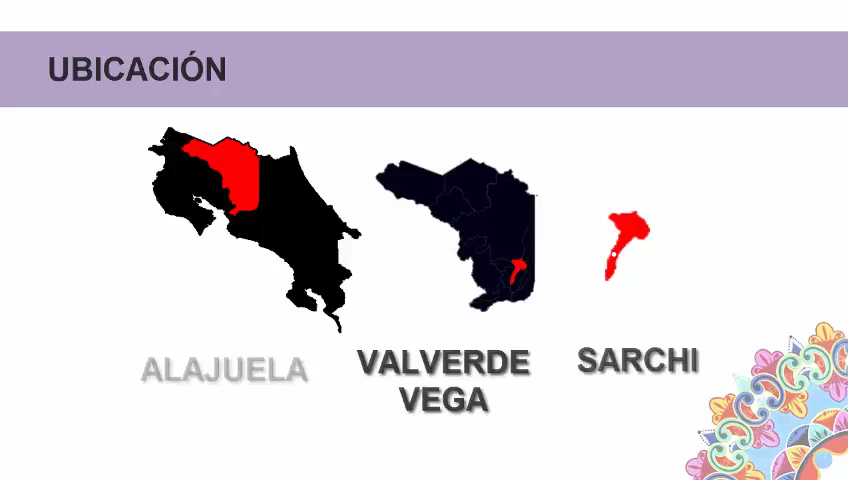 UBICACIÓN
ALAJUELA
VALVERDE
VEGA
SARCHI